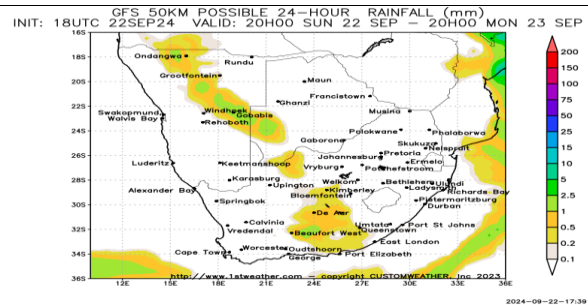 GFS 50KM POSSIBLE 24-HOUR RAINFALL (mm)
INIT: 18UTC 22SEP24 VALID: 20H00 SUN 22 SEP - 20H00 MON 23 SEP
16S
18S
20S
22S
24S
26S
28S
30S
32S
34S
36S
Ondangwa
Rundu
Grootfontein
Maun
Francistown
Ghanzi
Musina
Swakopmund
Walvis Bay
Windhoek
Gobabis
Rehoboth
Polokwane
Phalaborwa
Gaborone
Skukuza
Nelspruit
Pretoria
Johannesburg
Ermelo
Luderitz
Keetmanshoop
Vryburg
Potchefstroom
Karasburg
Upington
Welkom
Kimberley
Bethlehem
Ulundi
Ladysmith
Richards Bay
Alexander Bay
Springbok
Bloemfontein
Pietermaritzburg
Durban
De Aar
Calvinia
Vredendal
Beaufort West
Umtata
Port St Johns
Queenstown
East London
Cape Town
Worcester
Oudtshoorn
George
Port Elizabeth
http://www.1stweather.com - copyright CUSTOMWEATHER, Inc 2023
12E
15E
18E
21E
24E
27E
30E
33E
36E
200
150
100
75
50
25
15
10
5
2.5
1
0.5
0.2
0.1
2024-09-22-17:39